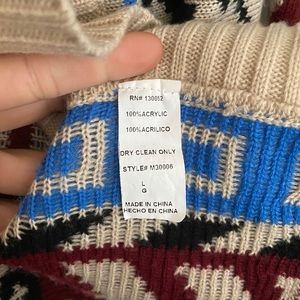 RN# 130082
100%ACRYLIC
100%ACRILICO
DRY CLEAN ONLY
STYLE# M30006
L
G
MADE IN CHINA
HECHO EN CHINA